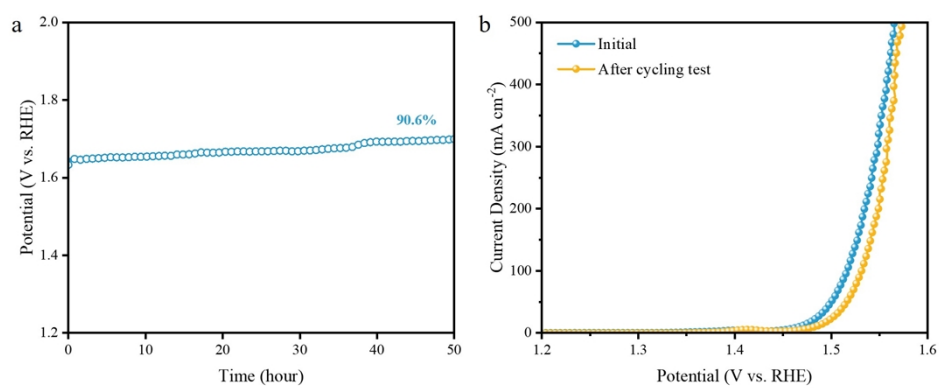 a
2.0
1.8
1.6
1.4
1.2
Potential (V vs. RHE)
90.6%
0
10
20
30
40
50
Time (hour)
b
500
400
300
200
100
0
Current Density (mA cm⁻²)
Initial
After cycling test
1.2
1.3
1.4
1.5
1.6
Potential (V vs. RHE)